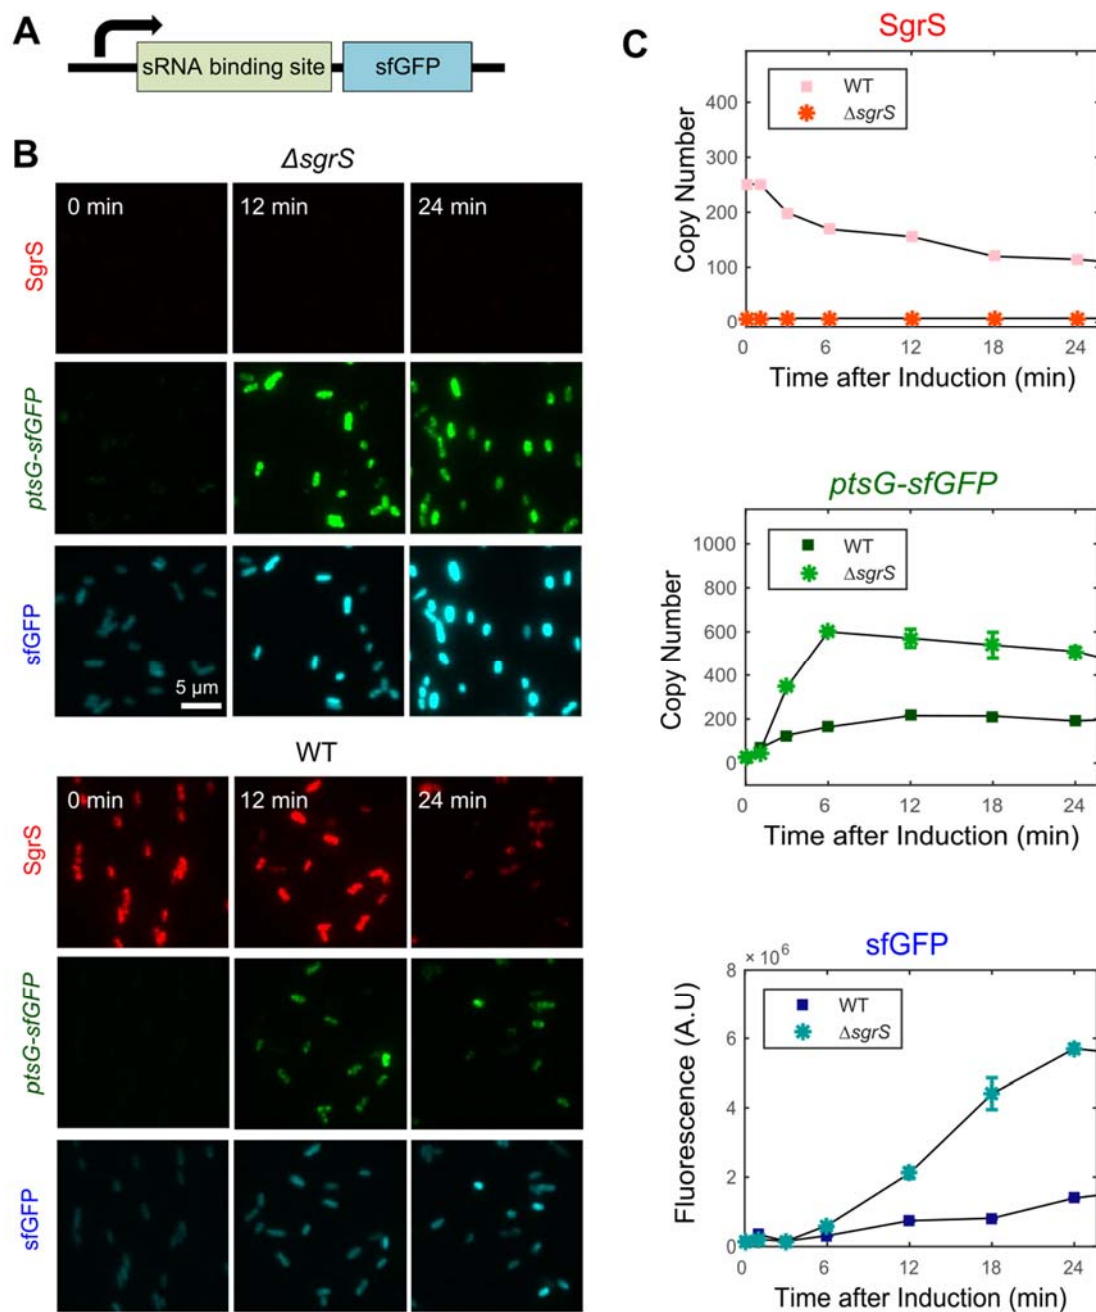 A
sRNA binding site
sfGFP
B
ΔsgrS
0 min
12 min
24 min
SgrS
ptsG-sfGFP
sfGFP
5 μm
WT
0 min
12 min
24 min
SgrS
ptsG-sfGFP
sfGFP
C
SgrS
WT
ΔsgrS
400
300
200
100
0
Copy Number
0 6 12 18 24
Time after Induction (min)
ptsG-sfGFP
WT
ΔsgrS
1000
800
600
400
200
0
Copy Number
0 6 12 18 24
Time after Induction (min)
sfGFP
× 10⁶
WT
ΔsgrS
8
6
4
2
0
Fluorescence (A.U)
0 6 12 18 24
Time after Induction (min)